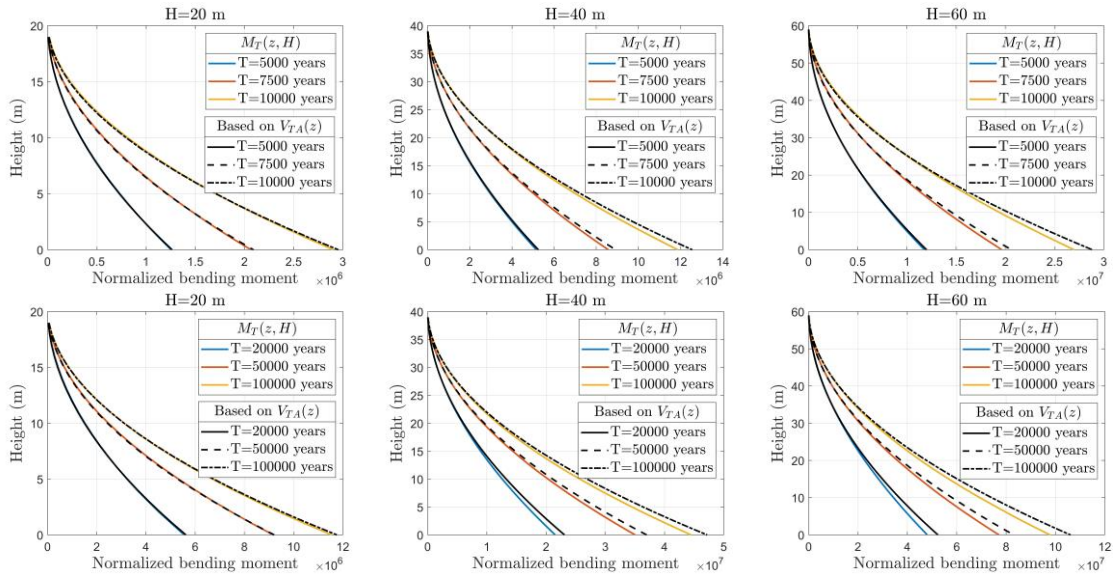 H=20 m
20
15
10
5
0
Height (m)
M_T(z, H)
T=5000 years
T=7500 years
T=10000 years
Based on V_TA(z)
T=5000 years
T=7500 years
T=10000 years
0 0.5 1 1.5 2 2.5 3
×10^6
Normalized bending moment
H=40 m
40
35
30
25
20
15
10
5
0
Height (m)
M_T(z, H)
T=5000 years
T=7500 years
T=10000 years
Based on V_TA(z)
T=5000 years
T=7500 years
T=10000 years
0 2 4 6 8 10 12 14
×10^6
Normalized bending moment
H=60 m
60
50
40
30
20
10
0
Height (m)
M_T(z, H)
T=5000 years
T=7500 years
T=10000 years
Based on V_TA(z)
T=5000 years
T=7500 years
T=10000 years
0 0.5 1 1.5 2 2.5 3
×10^7
Normalized bending moment
H=20 m
20
15
10
5
0
Height (m)
M_T(z, H)
T=20000 years
T=50000 years
T=100000 years
Based on V_TA(z)
T=20000 years
T=50000 years
T=100000 years
0 2 4 6 8 10 12
×10^6
Normalized bending moment
H=40 m
40
35
30
25
20
15
10
5
0
Height (m)
M_T(z, H)
T=20000 years
T=50000 years
T=100000 years
Based on V_TA(z)
T=20000 years
T=50000 years
T=100000 years
0 1 2 3 4 5
×10^7
Normalized bending moment
H=60 m
60
50
40
30
20
10
0
Height (m)
M_T(z, H)
T=20000 years
T=50000 years
T=100000 years
Based on V_TA(z)
T=20000 years
T=50000 years
T=100000 years
0 2 4 6 8 10 12
×10^7
Normalized bending moment